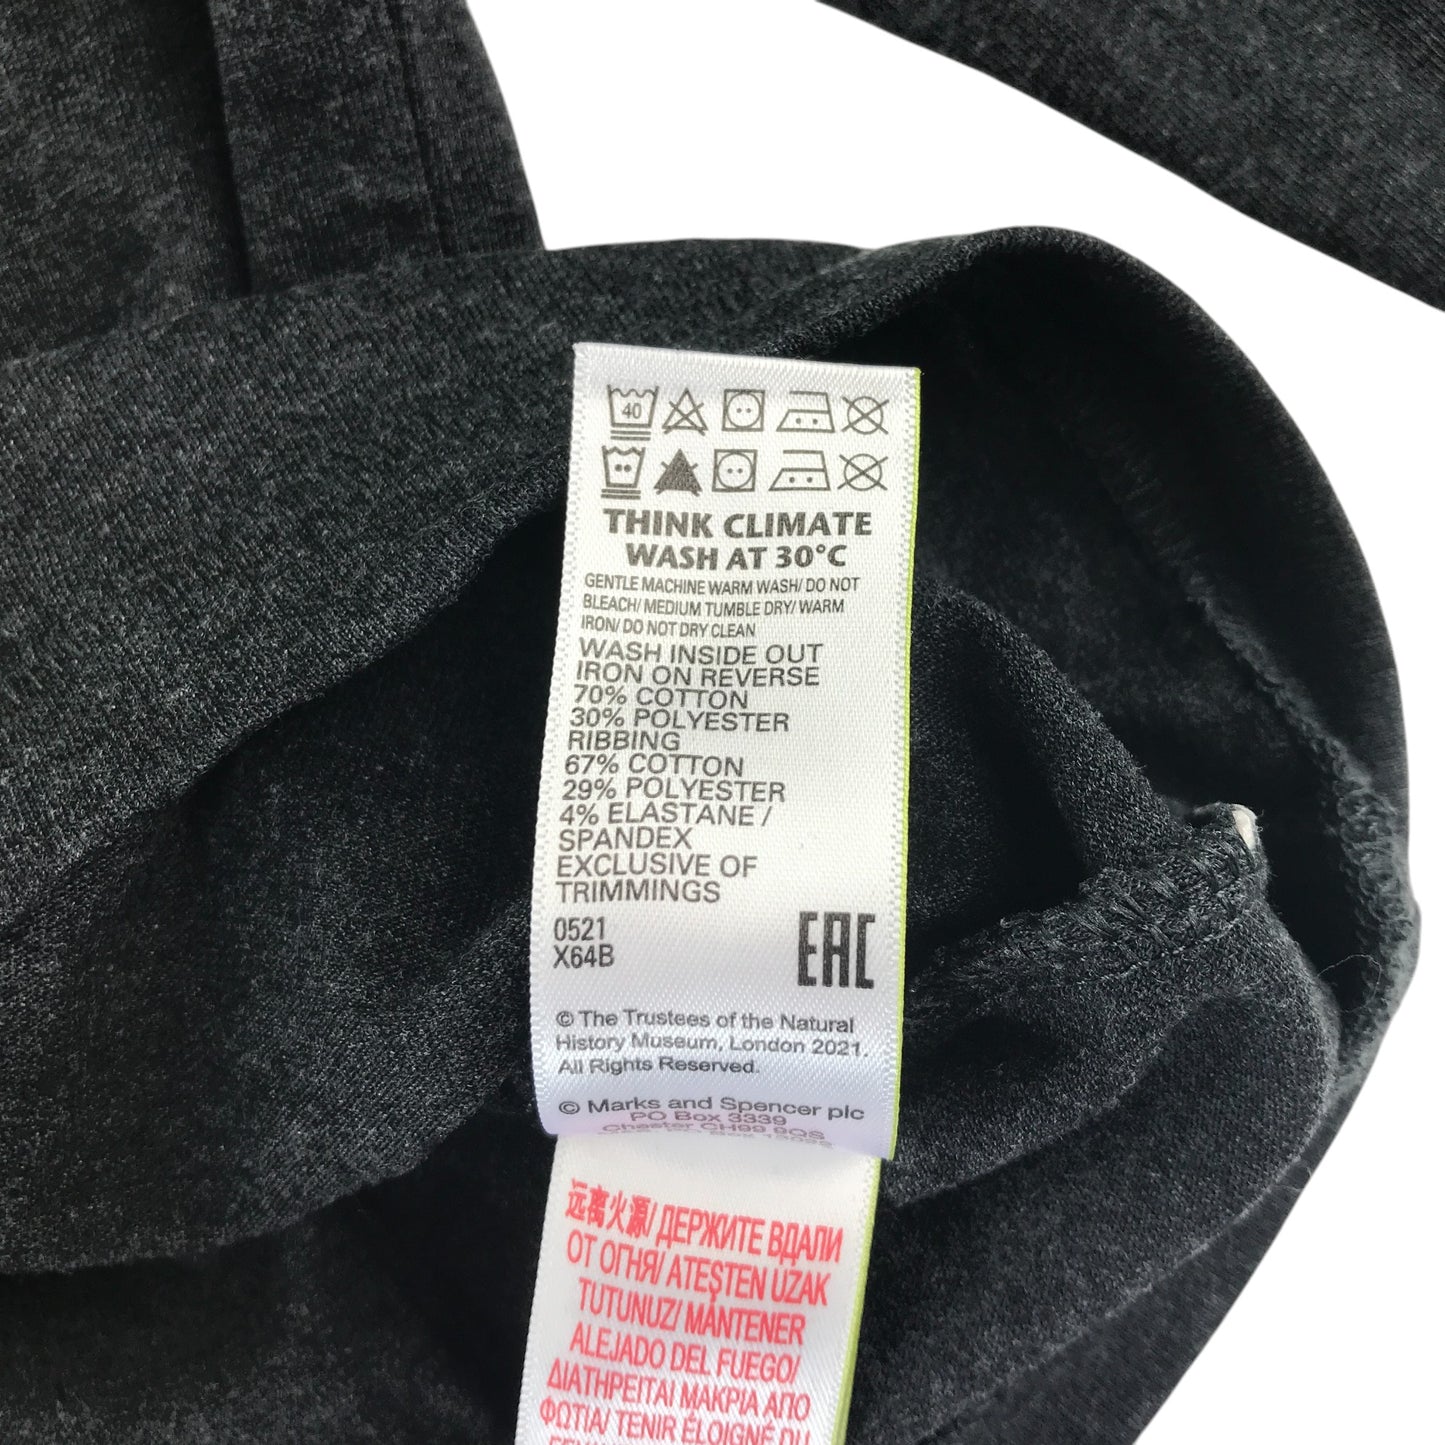 40
THINK CLIMATE
WASH AT 30°C
GENTLE MACHINE WARM WASH/ DO NOT
BLEACH/ MEDIUM TUMBLE DRY/ WARM
IRON/ DO NOT DRY CLEAN
WASH INSIDE OUT
IRON ON REVERSE
70% COTTON
30% POLYESTER
RIBBING
67% COTTON
29% POLYESTER
4% ELASTANE /
SPANDEX
EXCLUSIVE OF
TRIMMINGS
0521
X64B
EAC
© The Trustees of the Natural
History Museum, London 2021.
All Rights Reserved.
© Marks and Spencer plc
PO Box 3339
Chester CH99 9QS
远离火源/ ДЕРЖИТЕ ВДАЛИ
ОТ ОГНЯ/ ATEŞTEN UZAK
TUTUNUZ/ MANTENER
ALEJADO DEL FUEGO/
ΔΙΑΤΗΡΕΙΤΑΙ ΜΑΚΡΙΑ ΑΠΟ
ΦΩΤΙΑ/ TENIR ÉLOIGNÉ DU